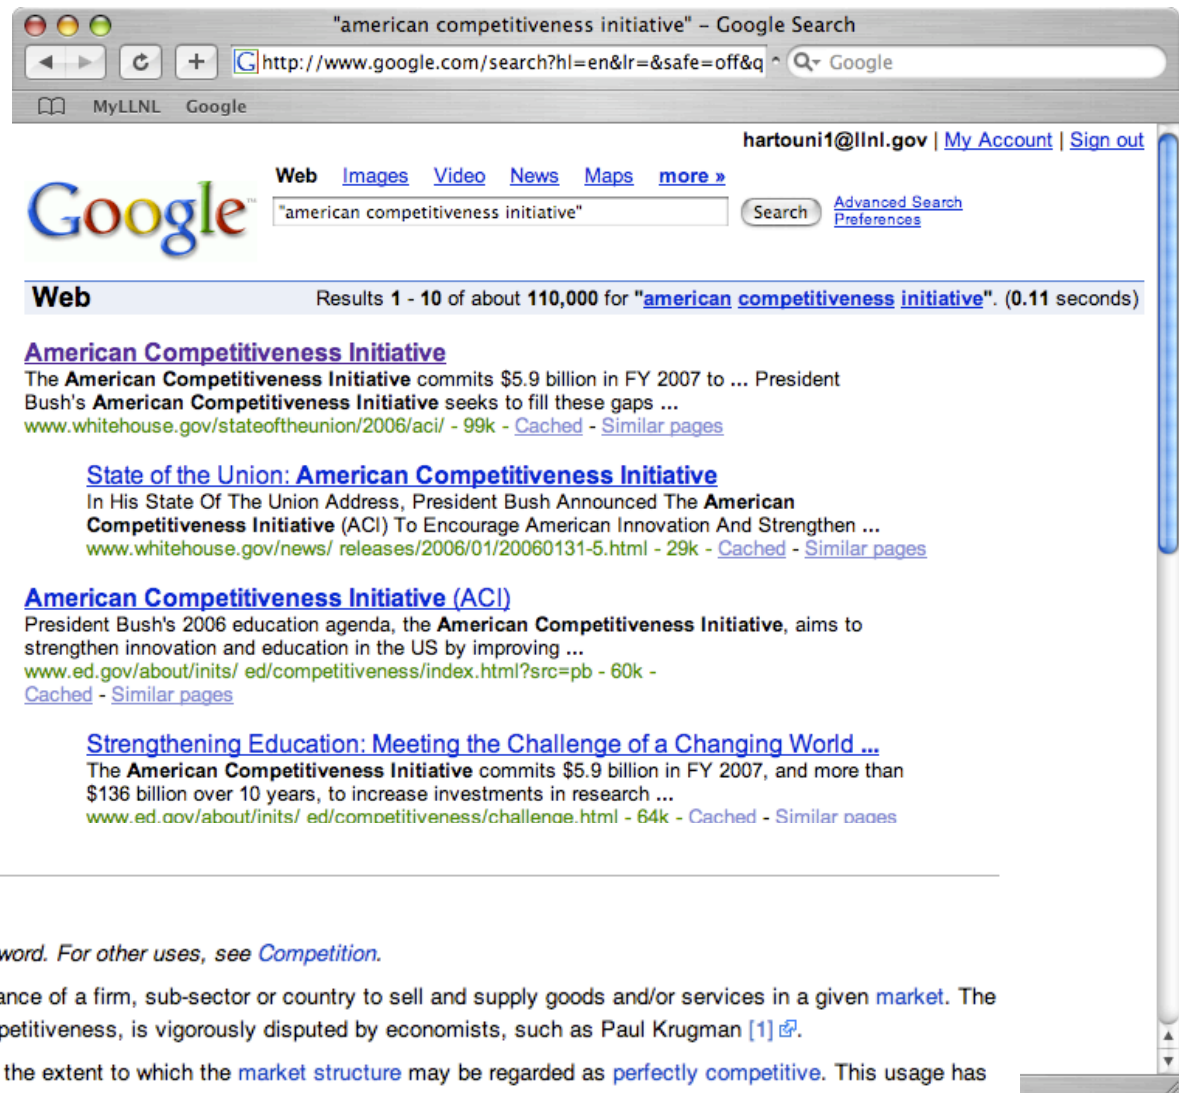 "american competitiveness initiative" – Google Search
http://www.google.com/search?hl=en&lr=&safe=off&q
Google
MyLLNL Google
hartouni1@llnl.gov | My Account | Sign out
Web Images Video News Maps more »
Google™
"american competitiveness initiative"
Search
Advanced Search
Preferences
Web
Results 1 - 10 of about 110,000 for "american competitiveness initiative". (0.11 seconds)
American Competitiveness Initiative
The American Competitiveness Initiative commits $5.9 billion in FY 2007 to ... President
Bush's American Competitiveness Initiative seeks to fill these gaps ...
www.whitehouse.gov/stateoftheunion/2006/aci/ - 99k - Cached - Similar pages
State of the Union: American Competitiveness Initiative
In His State Of The Union Address, President Bush Announced The American
Competitiveness Initiative (ACI) To Encourage American Innovation And Strengthen ...
www.whitehouse.gov/news/ releases/2006/01/20060131-5.html - 29k - Cached - Similar pages
American Competitiveness Initiative (ACI)
President Bush's 2006 education agenda, the American Competitiveness Initiative, aims to
strengthen innovation and education in the US by improving ...
www.ed.gov/about/inits/ ed/competitiveness/index.html?src=pb - 60k -
Cached - Similar pages
Strengthening Education: Meeting the Challenge of a Changing World ...
The American Competitiveness Initiative commits $5.9 billion in FY 2007, and more than
$136 billion over 10 years, to increase investments in research ...
www.ed.gov/about/inits/ ed/competitiveness/challenge.html - 64k - Cached - Similar pages
word. For other uses, see Competition.
ance of a firm, sub-sector or country to sell and supply goods and/or services in a given market. The
petitiveness, is vigorously disputed by economists, such as Paul Krugman [1].
the extent to which the market structure may be regarded as perfectly competitive. This usage has